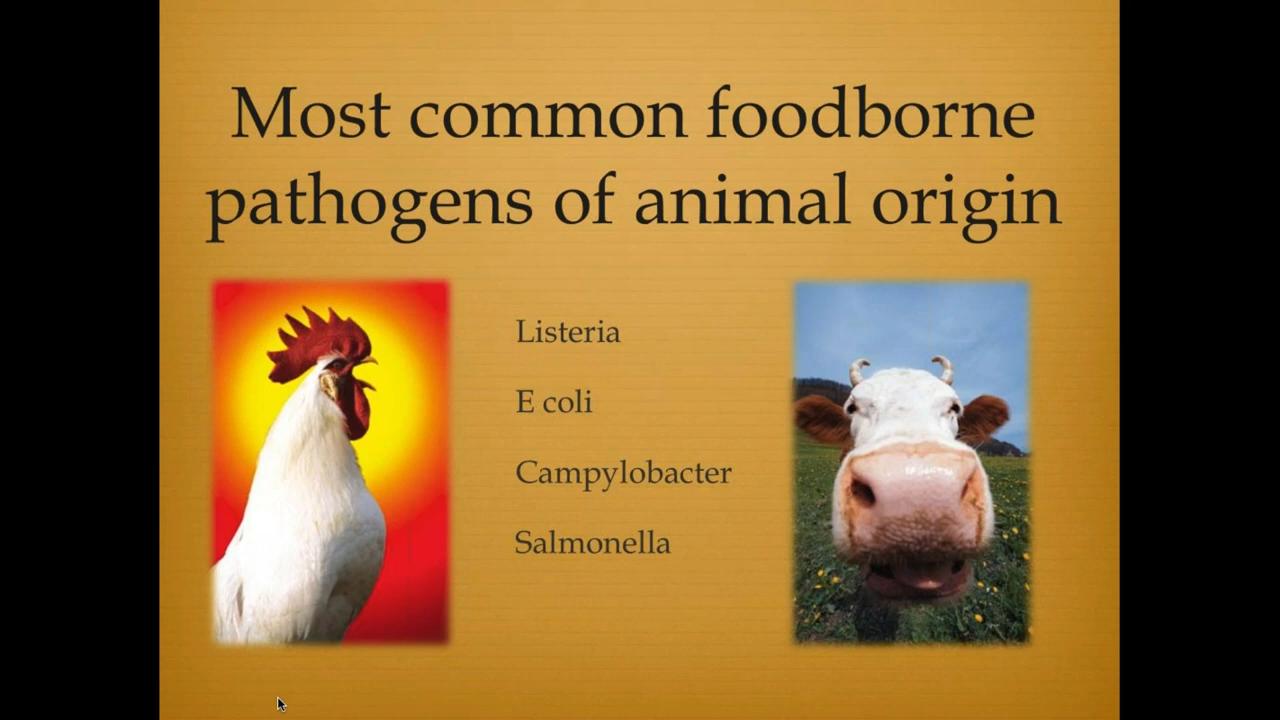 Most common foodborne
pathogens of animal origin
Listeria
E coli
Campylobacter
Salmonella